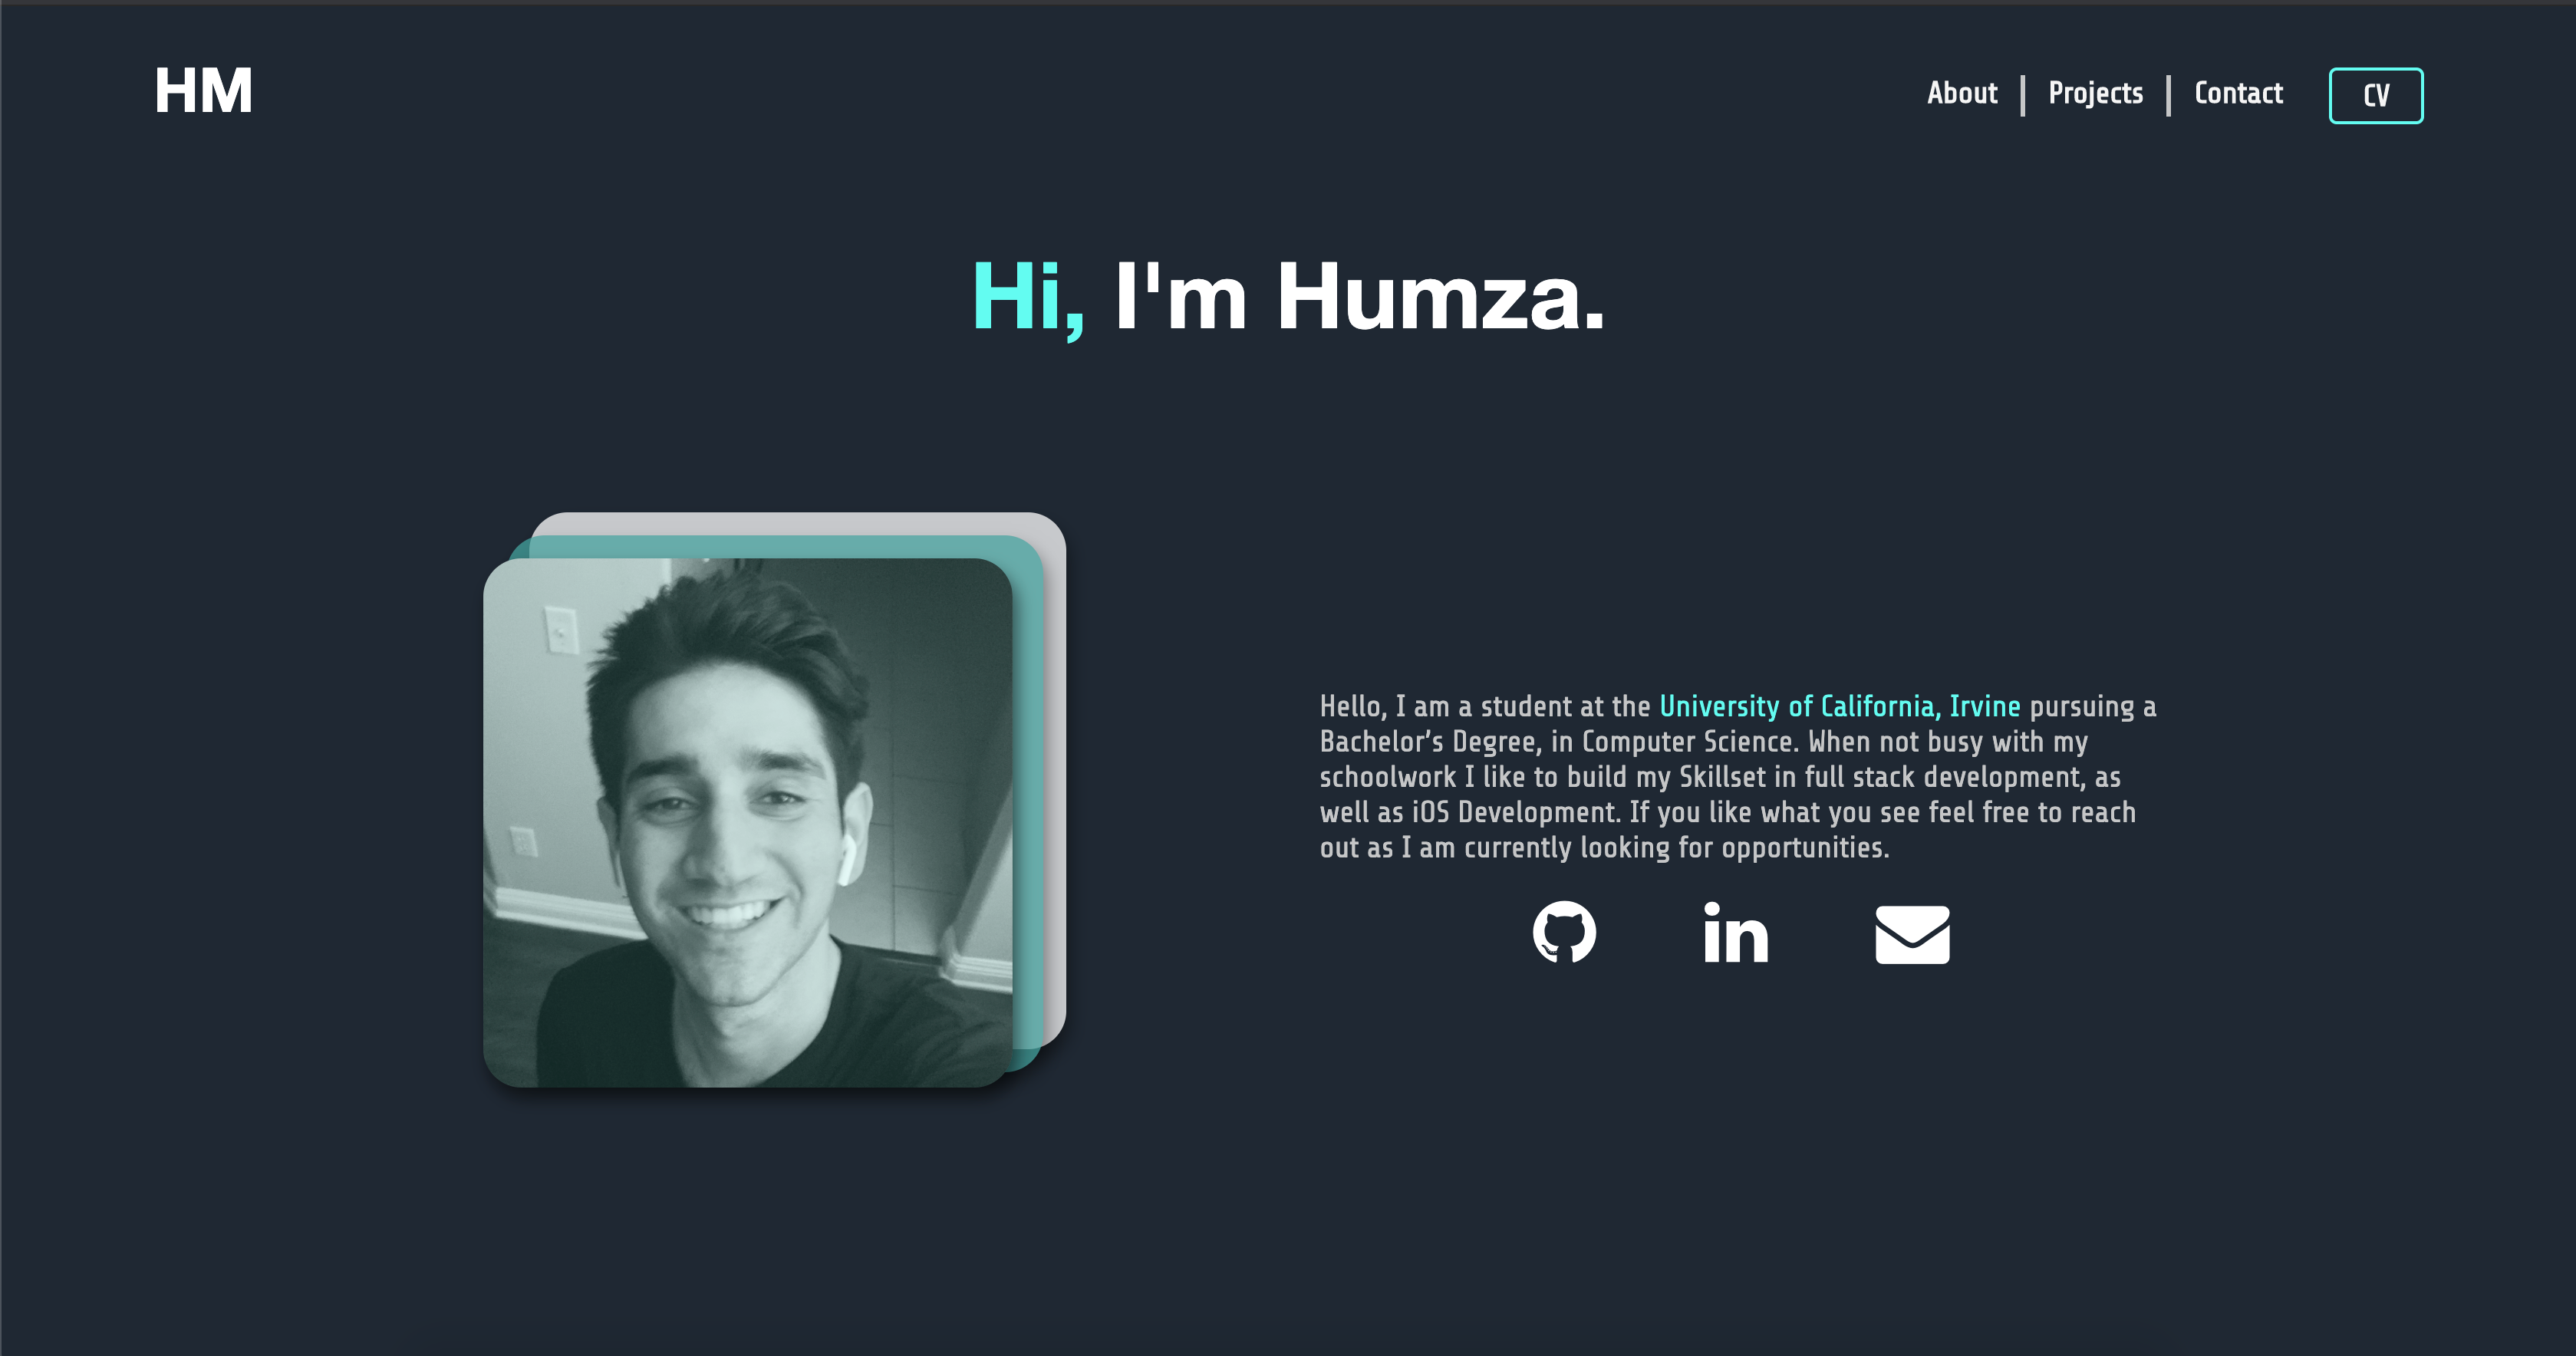 HM
About | Projects | Contact CV
Hi, I'm Humza.
Hello, I am a student at the University of California, Irvine pursuing a
Bachelor's Degree, in Computer Science. When not busy with my
schoolwork I like to build my Skillset in full stack development, as
well as iOS Development. If you like what you see feel free to reach
out as I am currently looking for opportunities.
in